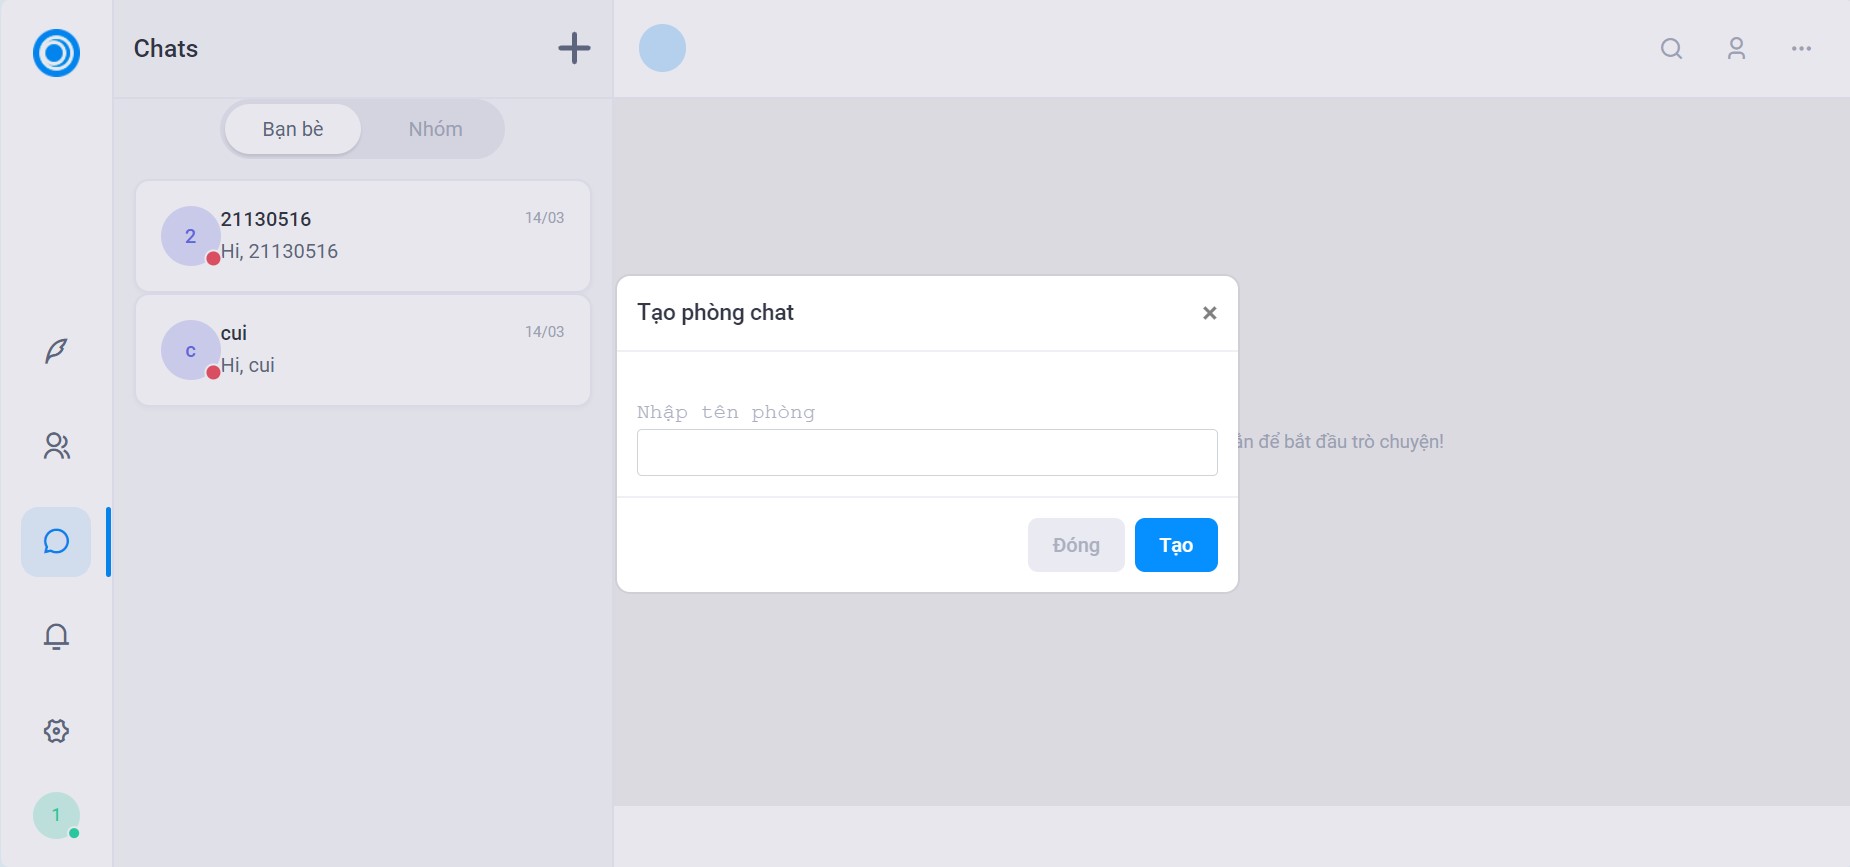 Chats
Bạn bè
Nhóm
2
21130516
14/03
Hi, 21130516
c
cui
14/03
Hi, cui
Tạo phòng chat
×
Nhập tên phòng
để bắt đầu trò chuyện!
Đóng
Tạo
1